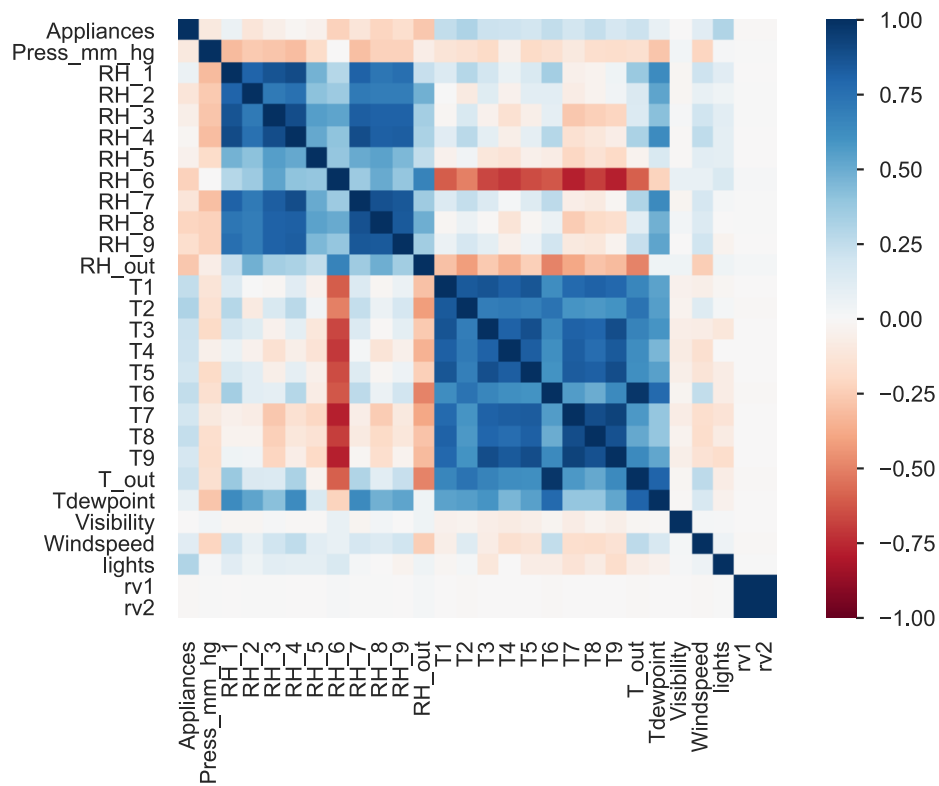 Appliances
Press_mm_hg
RH_1
RH_2
RH_3
RH_4
RH_5
RH_6
RH_7
RH_8
RH_9
RH_out
T1
T2
T3
T4
T5
T6
T7
T8
T9
T_out
Tdewpoint
Visibility
Windspeed
lights
rv1
rv2
1.00
0.75
0.50
0.25
0.00
−0.25
−0.50
−0.75
−1.00
Appliances
Press_mm_hg
RH_1
RH_2
RH_3
RH_4
RH_5
RH_6
RH_7
RH_8
RH_9
RH_out
T1
T2
T3
T4
T5
T6
T7
T8
T9
T_out
Tdewpoint
Visibility
Windspeed
lights
rv1
rv2